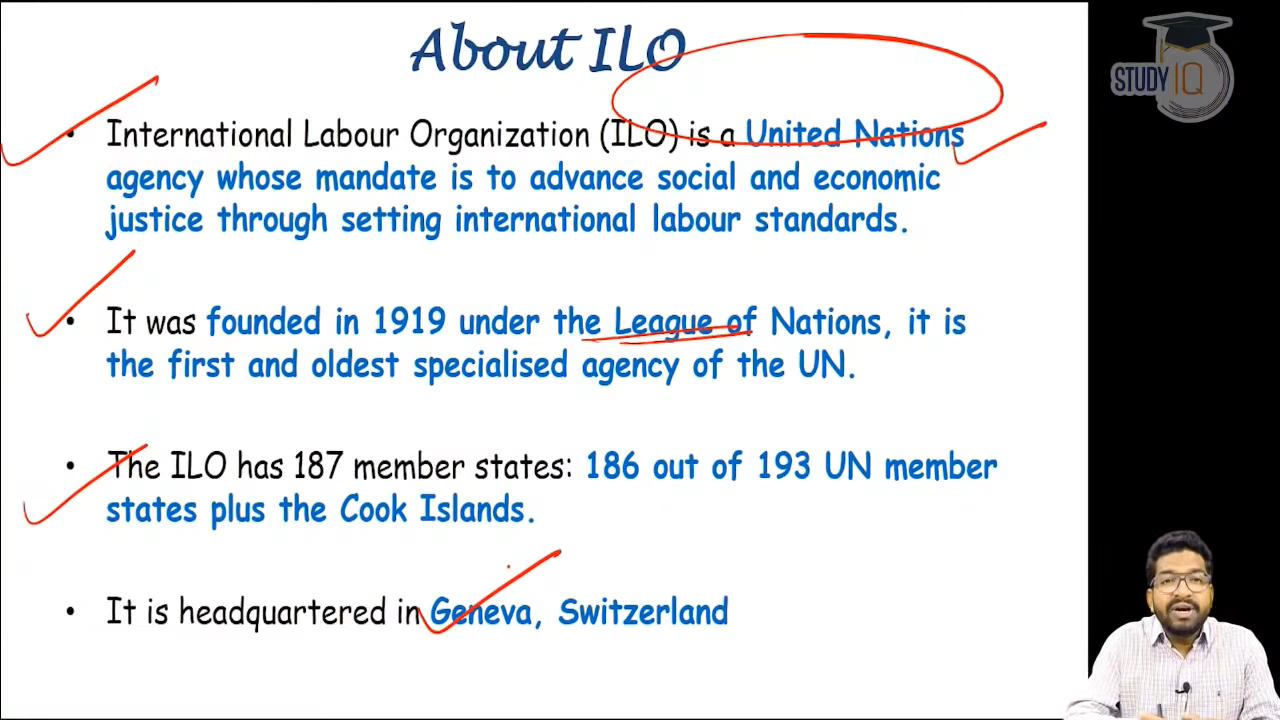 About ILO
STUDY IQ
• International Labour Organization (ILO) is a United Nations
agency whose mandate is to advance social and economic
justice through setting international labour standards.
• It was founded in 1919 under the League of Nations, it is
the first and oldest specialised agency of the UN.
• The ILO has 187 member states: 186 out of 193 UN member
states plus the Cook Islands.
• It is headquartered in Geneva, Switzerland